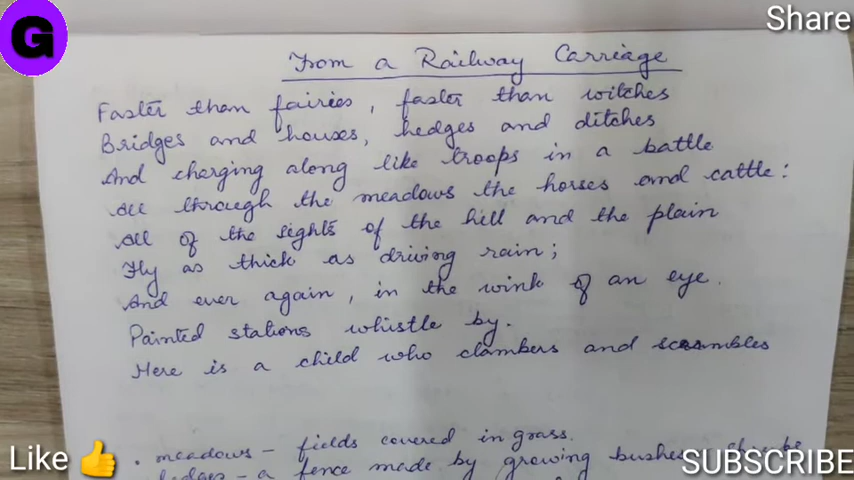 G
Share
From a Railway Carriage
Faster than fairies, faster than witches
Bridges and houses, hedges and ditches
And charging along like troops in a battle
All through the meadows the horses and cattle:
All of the sights of the hill and the plain
Fly as thick as driving rain;
And ever again, in the wink of an eye.
Painted stations whistle by.
Here is a child who clambers and scrambles
• meadows - fields covered in grass.
hedges - a fence made by growing bushes
Like 👍
SUBSCRIBE